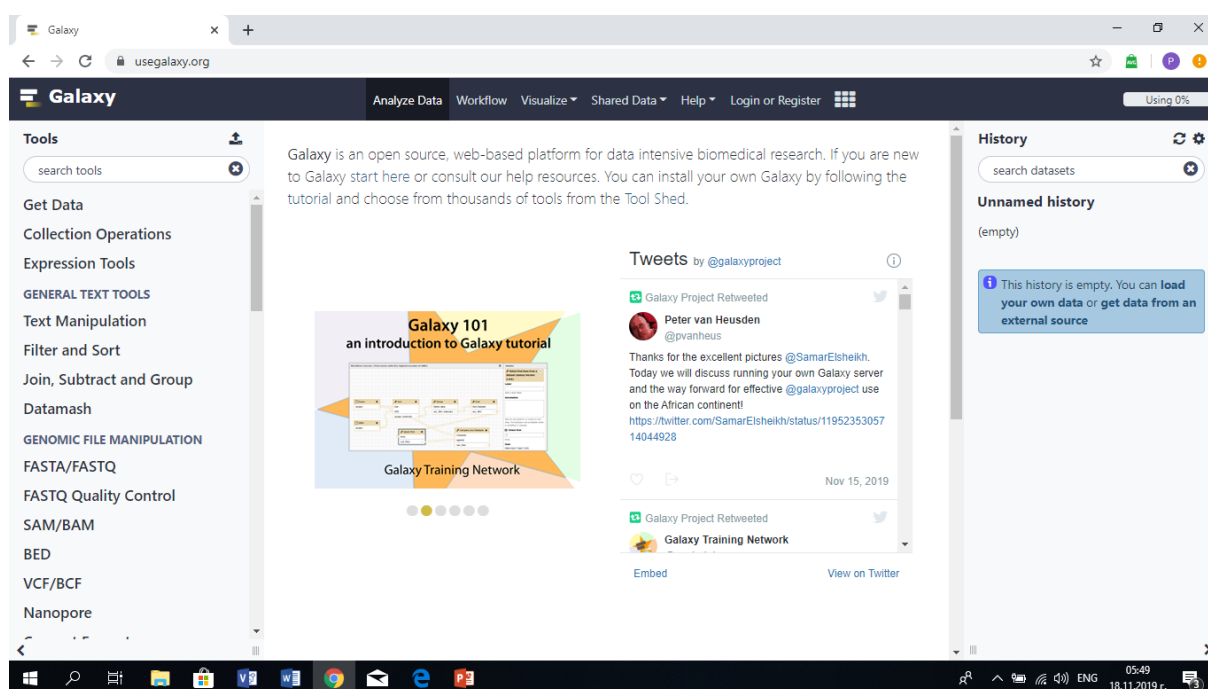 Galaxy
usegalaxy.org
P
Galaxy
Analyze Data Workflow Visualize Shared Data Help Login or Register
Using 0%
Tools
search tools
Get Data
Collection Operations
Expression Tools
GENERAL TEXT TOOLS
Text Manipulation
Filter and Sort
Join, Subtract and Group
Datamash
GENOMIC FILE MANIPULATION
FASTA/FASTQ
FASTQ Quality Control
SAM/BAM
BED
VCF/BCF
Nanopore
Galaxy is an open source, web-based platform for data intensive biomedical research. If you are new
to Galaxy start here or consult our help resources. You can install your own Galaxy by following the
tutorial and choose from thousands of tools from the Tool Shed.
Galaxy 101
an introduction to Galaxy tutorial
Galaxy Training Network
Tweets by @galaxyproject
Galaxy Project Retweeted
Peter van Heusden
@pvanheus
Thanks for the excellent pictures @SamarElsheikh.
Today we will discuss running your own Galaxy server
and the way forward for effective @galaxyproject use
on the African continent!
https://twitter.com/SamarElsheikh/status/11952353057
14044928
Nov 15, 2019
Galaxy Project Retweeted
Galaxy Training Network
Embed View on Twitter
History
search datasets
Unnamed history
(empty)
This history is empty. You can load
your own data or get data from an
external source
ENG
05:49
18.11.2019 г.
3